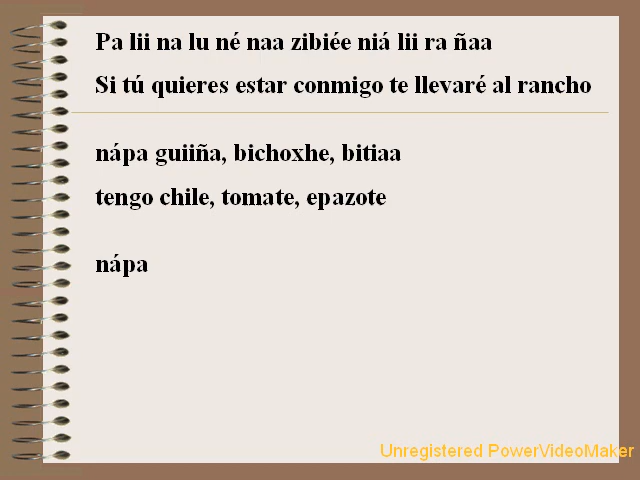 Pa lii na lu né naa zibiée niá lii ra ñaa
Si tú quieres estar conmigo te llevaré al rancho
nápa guiiña, bichoxhe, bitiaa
tengo chile, tomate, epazote
nápa
Unregistered PowerVideoMaker